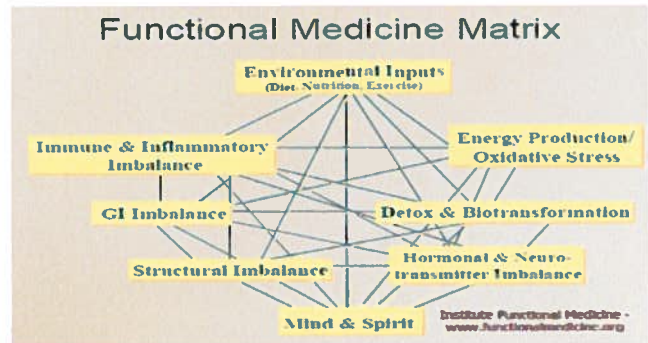 Functional Medicine Matrix
Environmental Inputs
(Diet, Nutrition, Exercise)
Immune & Inflammatory
Imbalance
Energy Production/
Oxidative Stress
GI Imbalance
Detox & Biotransformation
Structural Imbalance
Hormonal & Neuro-
transmitter Imbalance
Mind & Spirit
Institute Functional Medicine -
www.functionalmedicine.org